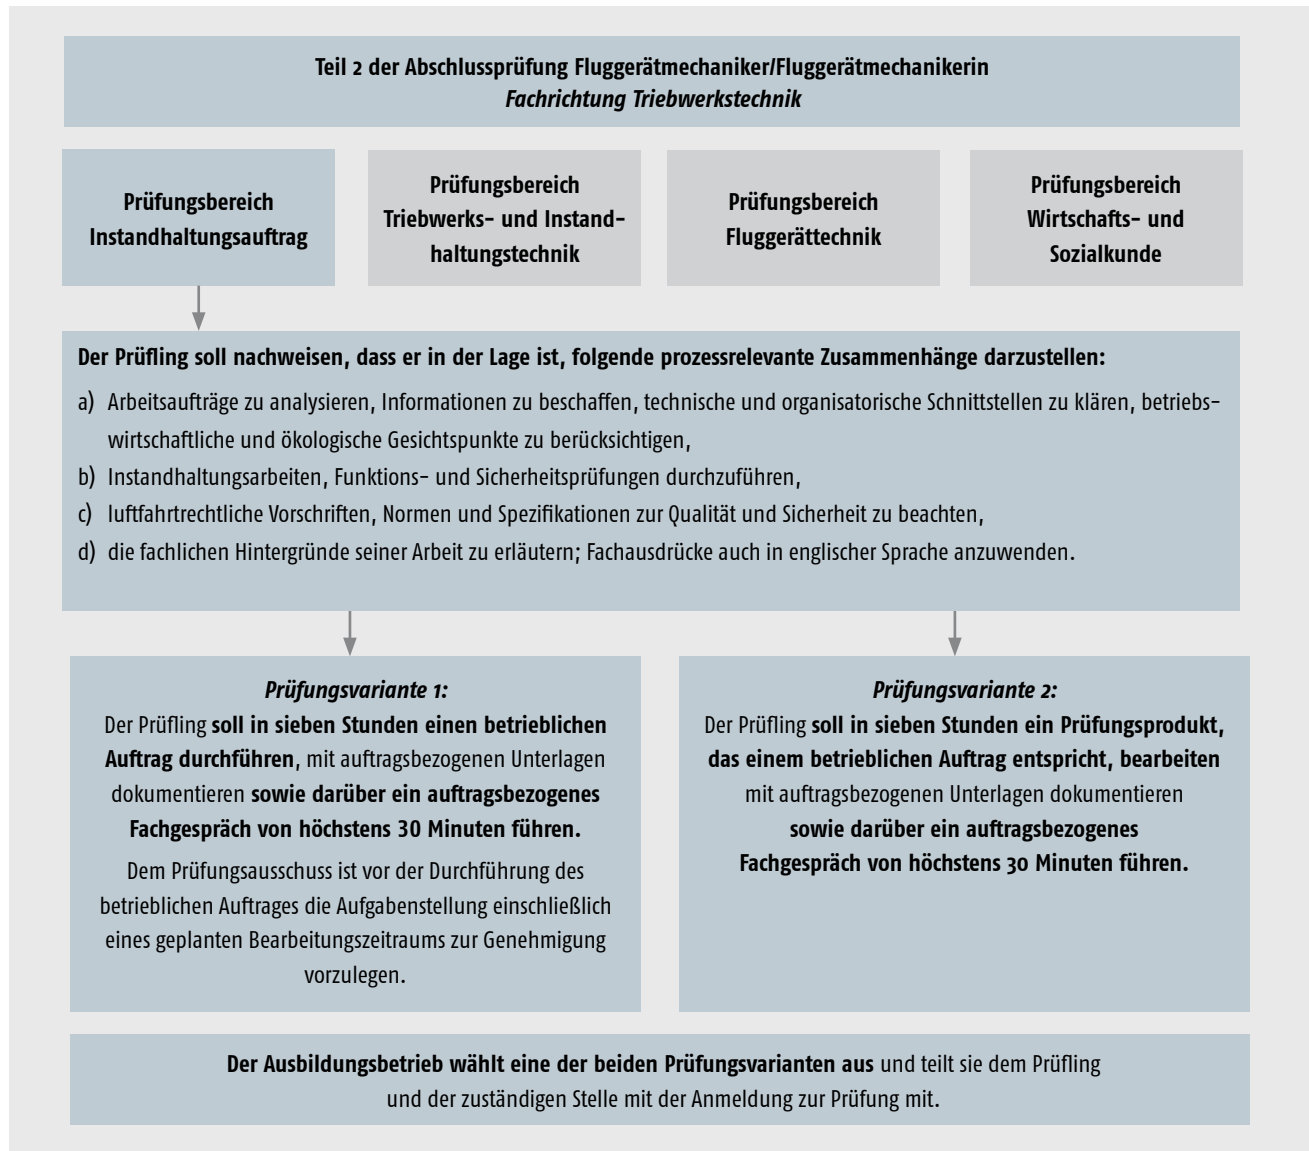 Teil 2 der Abschlussprüfung Fluggerätmechaniker/Fluggerätmechanikerin
Fachrichtung Triebwerkstechnik
Prüfungsbereich
Instandhaltungsauftrag
Prüfungsbereich
Triebwerks- und Instand-
haltungstechnik
Prüfungsbereich
Fluggerättechnik
Prüfungsbereich
Wirtschafts- und
Sozialkunde
Der Prüfling soll nachweisen, dass er in der Lage ist, folgende prozessrelevante Zusammenhänge darzustellen:
a) Arbeitsaufträge zu analysieren, Informationen zu beschaffen, technische und organisatorische Schnittstellen zu klären, betriebs-
wirtschaftliche und ökologische Gesichtspunkte zu berücksichtigen,
b) Instandhaltungsarbeiten, Funktions- und Sicherheitsprüfungen durchzuführen,
c) luftfahrtrechtliche Vorschriften, Normen und Spezifikationen zur Qualität und Sicherheit zu beachten,
d) die fachlichen Hintergründe seiner Arbeit zu erläutern; Fachausdrücke auch in englischer Sprache anzuwenden.
Prüfungsvariante 1:
Der Prüfling soll in sieben Stunden einen betrieblichen
Auftrag durchführen, mit auftragsbezogenen Unterlagen
dokumentieren sowie darüber ein auftragsbezogenes
Fachgespräch von höchstens 30 Minuten führen.
Dem Prüfungsausschuss ist vor der Durchführung des
betrieblichen Auftrages die Aufgabenstellung einschließlich
eines geplanten Bearbeitungszeitraums zur Genehmigung
vorzulegen.
Prüfungsvariante 2:
Der Prüfling soll in sieben Stunden ein Prüfungsprodukt,
das einem betrieblichen Auftrag entspricht, bearbeiten
mit auftragsbezogenen Unterlagen dokumentieren
sowie darüber ein auftragsbezogenes
Fachgespräch von höchstens 30 Minuten führen.
Der Ausbildungsbetrieb wählt eine der beiden Prüfungsvarianten aus und teilt sie dem Prüfling
und der zuständigen Stelle mit der Anmeldung zur Prüfung mit.